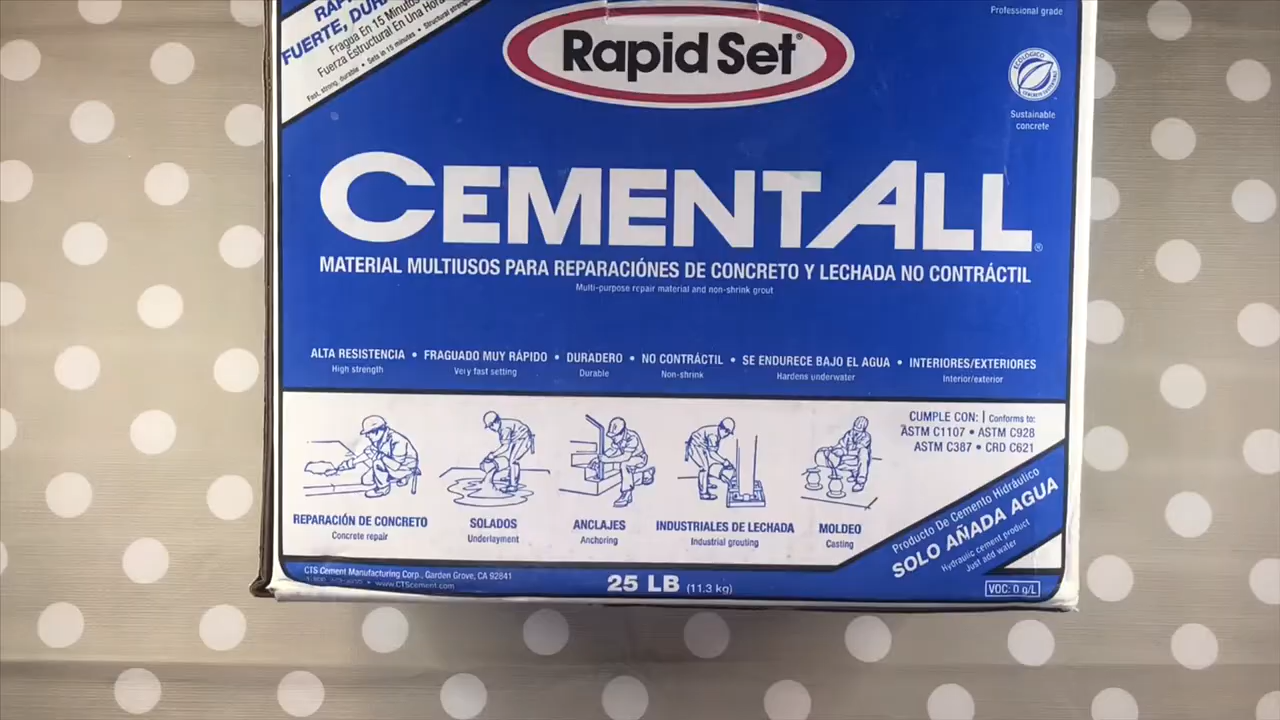 FUERTE,
Fragua En 15 Minutos
Fuerza Estructural En Una Hora
Fast, strong, durable • Sets in 15 minutes • Structural
Rapid Set®
Professional grade
ECOLÓGICO
Sustainable
concrete
CEMENTALL®
MATERIAL MULTIUSOS PARA REPARACIÓNES DE CONCRETO Y LECHADA NO CONTRÁCTIL
Multi-purpose repair material and non-shrink grout
ALTA RESISTENCIA • FRAGUADO MUY RÁPIDO • DURADERO • NO CONTRÁCTIL • SE ENDURECE BAJO EL AGUA • INTERIORES/EXTERIORES
High strength Very fast setting Durable Non-shrink Hardens underwater Interior/exterior
CUMPLE CON: | Conforms to:
ASTM C1107 • ASTM C928
ASTM C387 • CRD C621
REPARACIÓN DE CONCRETO
Concrete repair
SOLADOS
Underlayment
ANCLAJES
Anchoring
INDUSTRIALES DE LECHADA
Industrial grouting
MOLDEO
Casting
Producto De Cemento Hidráulico
SOLO AÑADA AGUA
Hydraulic cement product
Just add water
CTS Cement Manufacturing Corp., Garden Grove, CA 92841
• www.CTScement.com
25 LB (11.3 kg)
VOC: 0 g/L